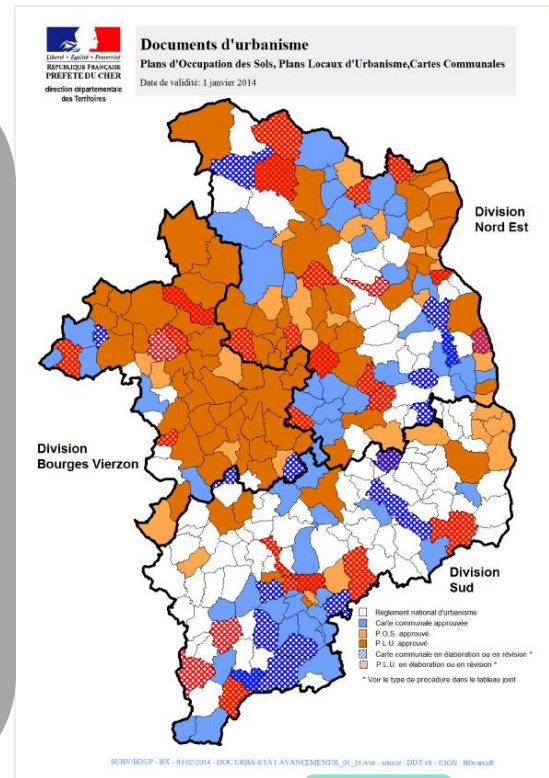 Liberté • Égalité • Fraternité
RÉPUBLIQUE FRANÇAISE
PRÉFÈTE DU CHER
direction départementale
des Territoires
Documents d'urbanisme
Plans d'Occupation des Sols, Plans Locaux d'Urbanisme,Cartes Communales
Date de validité: 1 janvier 2014
Division
Nord Est
Division
Bourges Vierzon
Division
Sud
Règlement national d'urbanisme
Carte communale approuvée
P.O.S. approuvé
P.L.U. approuvé
Carte communale en élaboration ou en révision *
P.L.U. en élaboration ou en révision *
* Voir le type de procédure dans le tableau joint